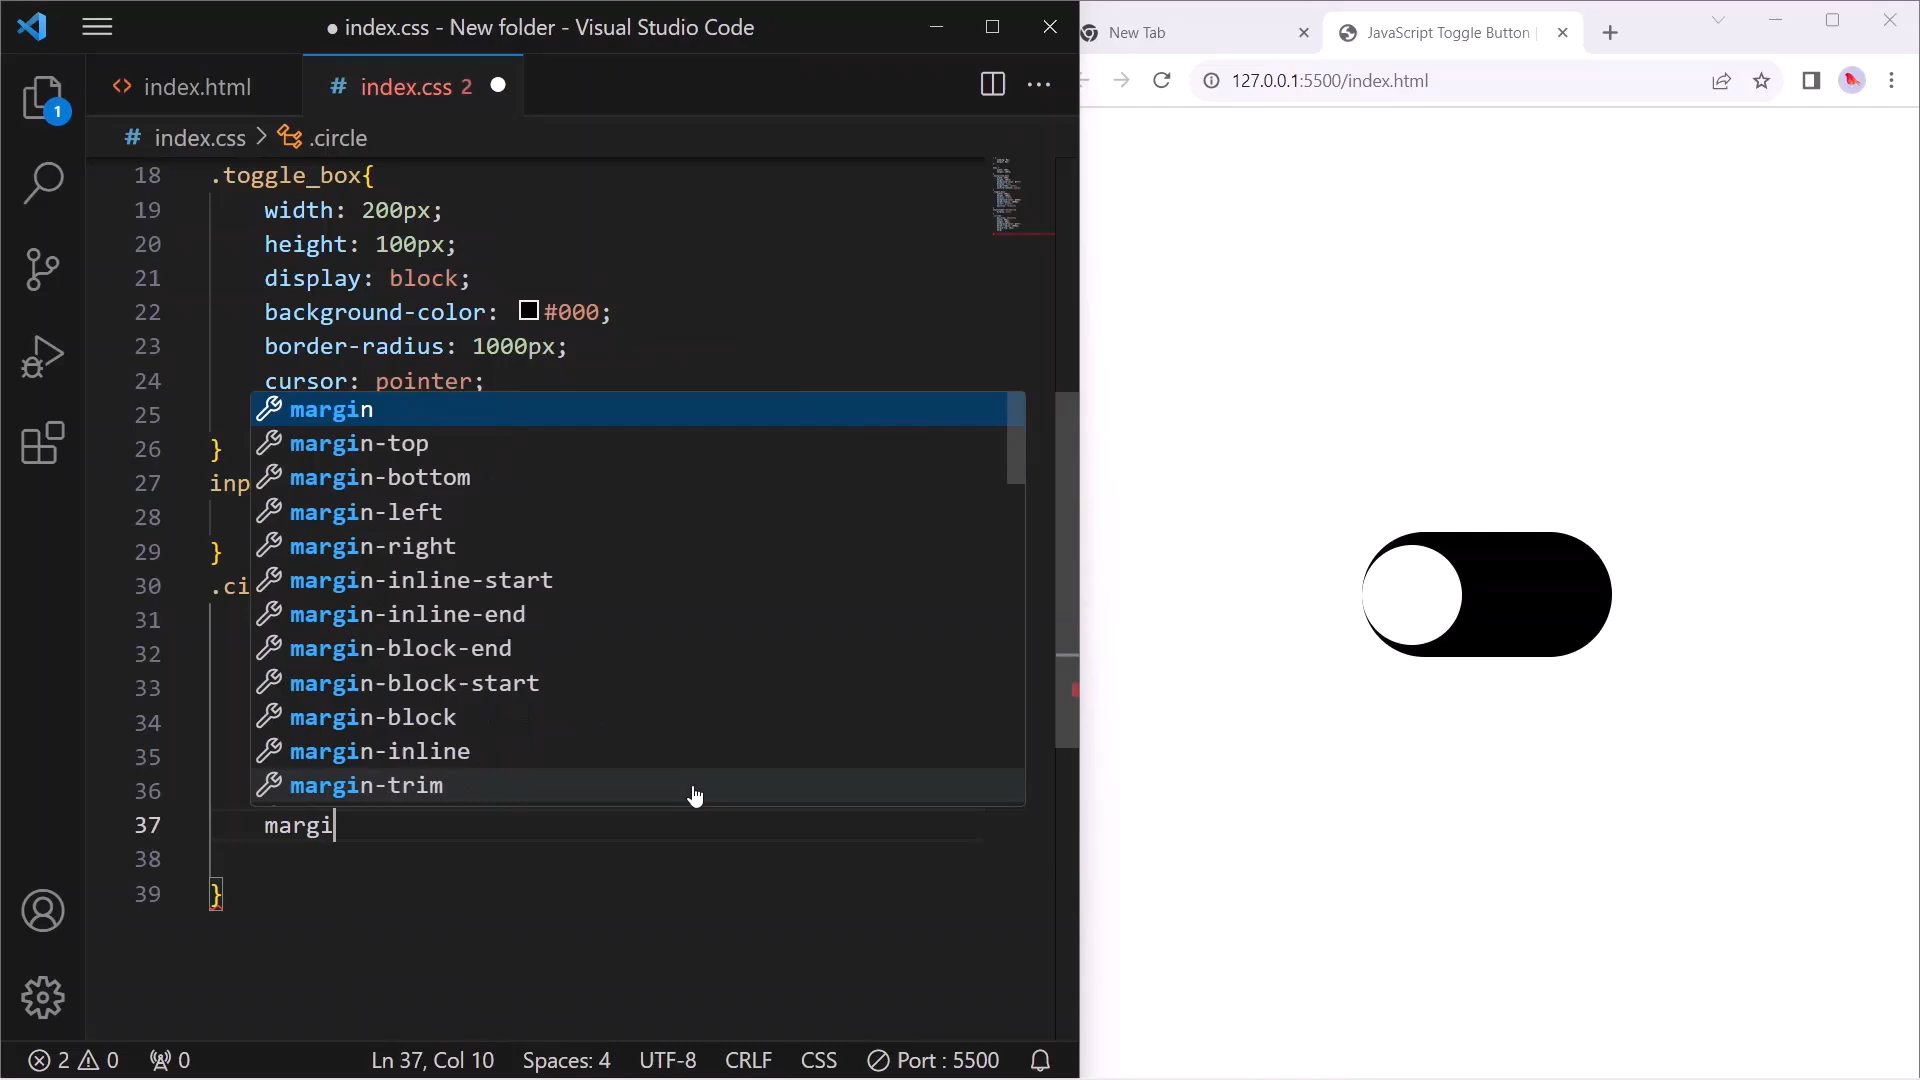 index.css - New folder - Visual Studio Code
index.html
# index.css 2
# index.css > .circle
1
18 .toggle_box{
19 width: 200px;
20 height: 100px;
21 display: block;
22 background-color: #000;
23 border-radius: 1000px;
24 cursor: pointer;
25
26 }
27 inp
28
29 }
30 .ci
31
32
33
34
35
36
37 margi
38
39 }
margin
margin-top
margin-bottom
margin-left
margin-right
margin-inline-start
margin-inline-end
margin-block-end
margin-block-start
margin-block
margin-inline
margin-trim
2 0 0 Ln 37, Col 10 Spaces: 4 UTF-8 CRLF CSS Port : 5500
New Tab
JavaScript Toggle Button
127.0.0.1:5500/index.html